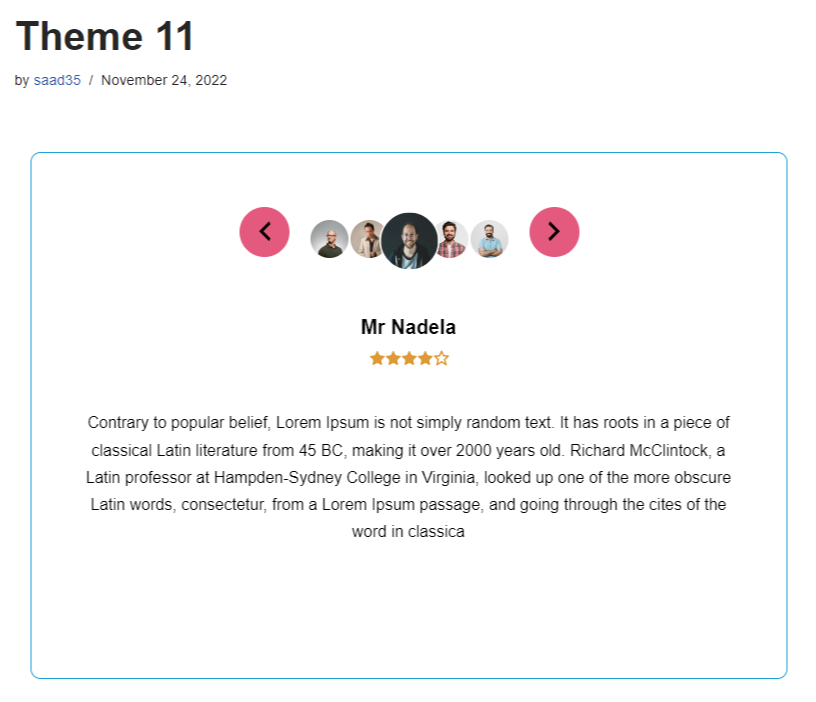 Theme 11
by saad35 / November 24, 2022
Mr Nadela
Contrary to popular belief, Lorem Ipsum is not simply random text. It has roots in a piece of
classical Latin literature from 45 BC, making it over 2000 years old. Richard McClintock, a
Latin professor at Hampden-Sydney College in Virginia, looked up one of the more obscure
Latin words, consectetur, from a Lorem Ipsum passage, and going through the cites of the
word in classica